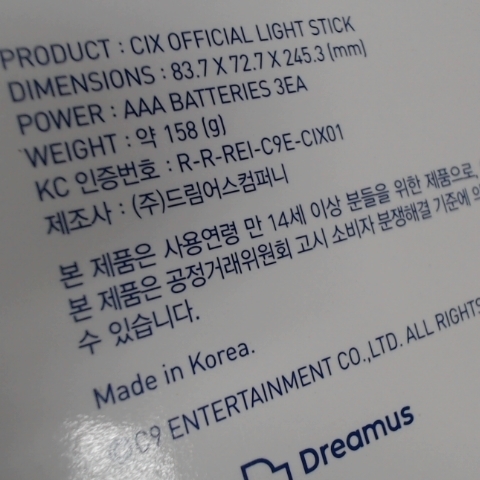 PRODUCT : CIX OFFICIAL LIGHT STICK
DIMENSIONS : 83.7 X 72.7 X 245.3 (mm)
POWER : AAA BATTERIES 3EA
WEIGHT : 약 158 (g)
KC 인증번호 : R-R-REI-C9E-CIX01
제조사 : (주)드림어스컴퍼니
본 제품은 사용연령 만 14세 이상 분들을 위한 제품으로,
본 제품은 공정거래위원회 고시 소비자 분쟁해결 기준에 의
수 있습니다.
Made in Korea.
©C9 ENTERTAINMENT CO.,LTD. ALL RIGHTS
Dreamus